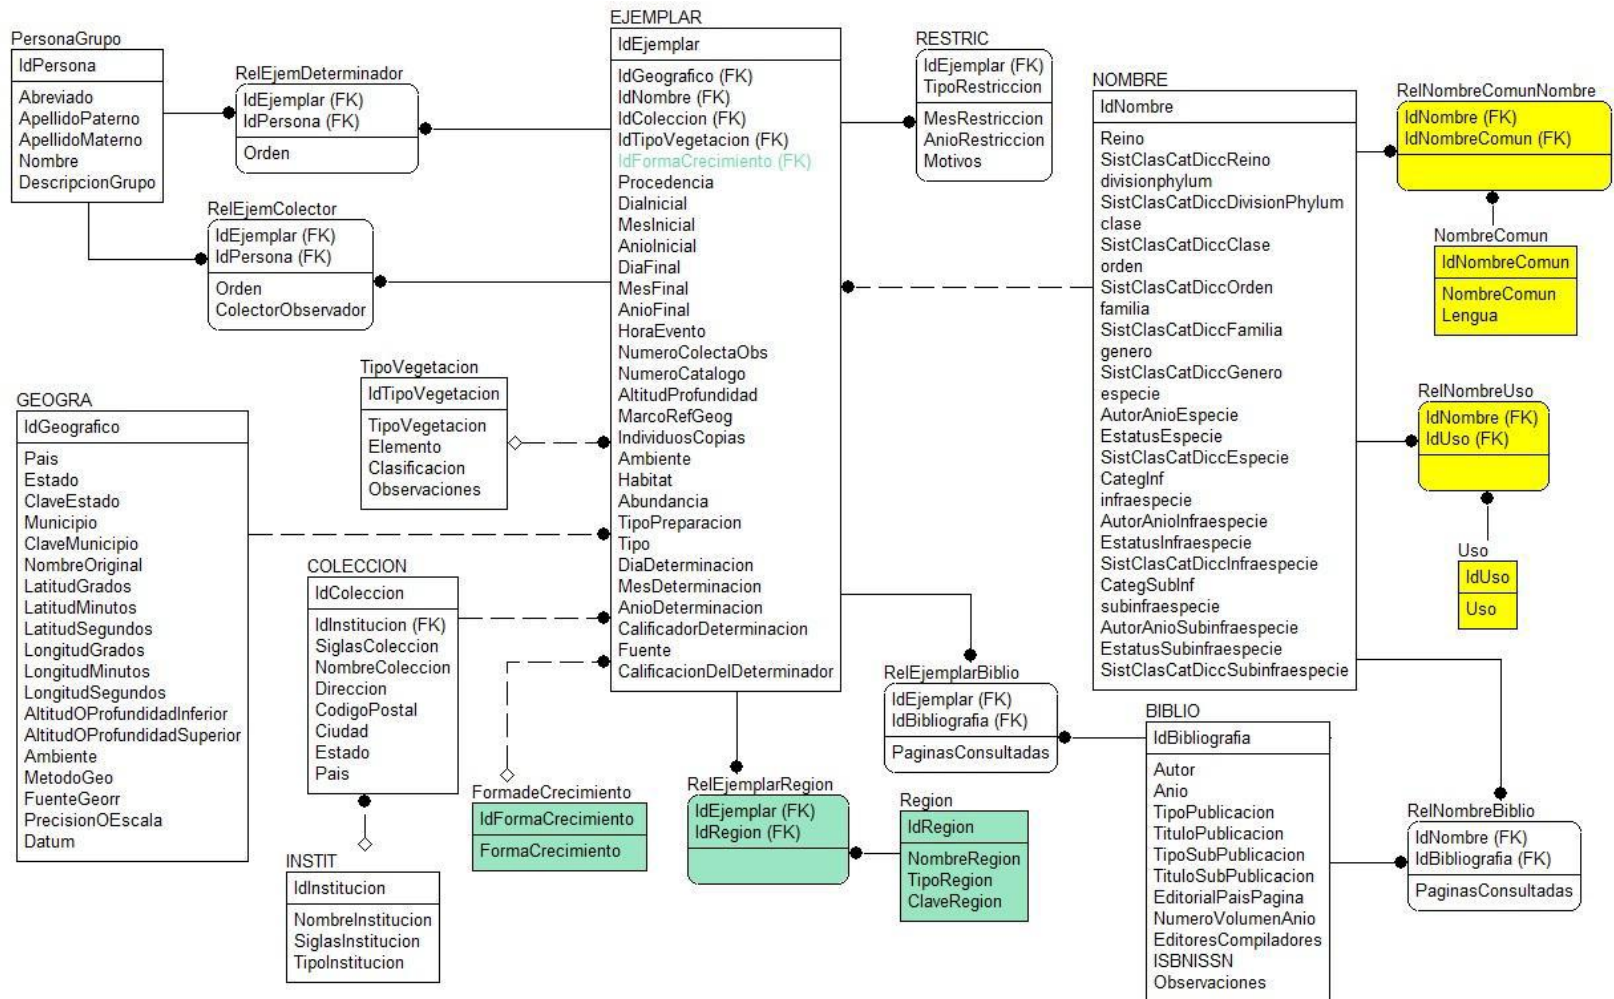 PersonaGrupo
IdPersona
Abreviado
ApellidoPaterno
ApellidoMaterno
Nombre
DescripcionGrupo
RelEjemDeterminador
IdEjemplar (FK)
IdPersona (FK)
Orden
RelEjemColector
IdEjemplar (FK)
IdPersona (FK)
Orden
ColectorObservador
EJEMPLAR
IdEjemplar
IdGeografico (FK)
IdNombre (FK)
IdColeccion (FK)
IdTipoVegetacion (FK)
IdFormaCrecimiento (FK)
Procedencia
DiaInicial
MesInicial
AnioInicial
DiaFinal
MesFinal
AnioFinal
HoraEvento
NumeroColectaObs
NumeroCatalogo
AltitudProfundidad
MarcoRefGeog
IndividuosCopias
Ambiente
Habitat
Abundancia
TipoPreparacion
Tipo
DiaDeterminacion
MesDeterminacion
AnioDeterminacion
CalificadorDeterminacion
Fuente
CalificacionDelDeterminador
RESTRIC
IdEjemplar (FK)
TipoRestriccion
MesRestriccion
AnioRestriccion
Motivos
NOMBRE
IdNombre
Reino
SistClasCatDiccReino
divisionphylum
SistClasCatDiccDivisionPhylum
clase
SistClasCatDiccClase
orden
SistClasCatDiccOrden
familia
SistClasCatDiccFamilia
genero
SistClasCatDiccGenero
especie
AutorAnioEspecie
EstatusEspecie
SistClasCatDiccEspecie
CategInf
infraespecie
AutorAnioInfraespecie
EstatusInfraespecie
SistClasCatDiccInfraespecie
CategSubInf
subinfraespecie
AutorAnioSubinfraespecie
EstatusSubinfraespecie
SistClasCatDiccSubinfraespecie
RelNombreComunNombre
IdNombre (FK)
IdNombreComun (FK)
NombreComun
IdNombreComun
NombreComun
Lengua
RelNombreUso
IdNombre (FK)
IdUso (FK)
Uso
IdUso
Uso
TipoVegetacion
IdTipoVegetacion
TipoVegetacion
Elemento
Clasificacion
Observaciones
GEOGRA
IdGeografico
Pais
Estado
ClaveEstado
Municipio
ClaveMunicipio
NombreOriginal
LatitudGrados
LatitudMinutos
LatitudSegundos
LongitudGrados
LongitudMinutos
LongitudSegundos
AltitudOProfundidadInferior
AltitudOProfundidadSuperior
Ambiente
MetodoGeo
FuenteGeorr
PrecisionOEscala
Datum
COLECCION
IdColeccion
IdInstitucion (FK)
SiglasColeccion
NombreColeccion
Direccion
CodigoPostal
Ciudad
Estado
Pais
INSTIT
IdInstitucion
NombreInstitucion
SiglasInstitucion
TipoInstitucion
FormadeCrecimiento
IdFormaCrecimiento
FormaCrecimiento
RelEjemplarRegion
IdEjemplar (FK)
IdRegion (FK)
Region
IdRegion
NombreRegion
TipoRegion
ClaveRegion
RelEjemplarBiblio
IdEjemplar (FK)
IdBibliografia (FK)
PaginasConsultadas
BIBLIO
IdBibliografia
Autor
Anio
TipoPublicacion
TituloPublicacion
TipoSubPublicacion
TituloSubPublicacion
EditorialPaisPagina
NumeroVolumenAnio
EditoresCompiladores
ISBNISSN
Observaciones
RelNombreBiblio
IdNombre (FK)
IdBibliografia (FK)
PaginasConsultadas